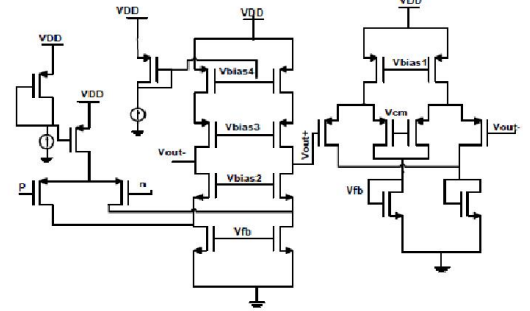 VDD
VDD
VDD
VDD
VDD
Vbias4
Vbias1
Vbias3
Vcm
Vout-
Vout+
Vout-
Vbias2
P
n
Vfb
Vfb